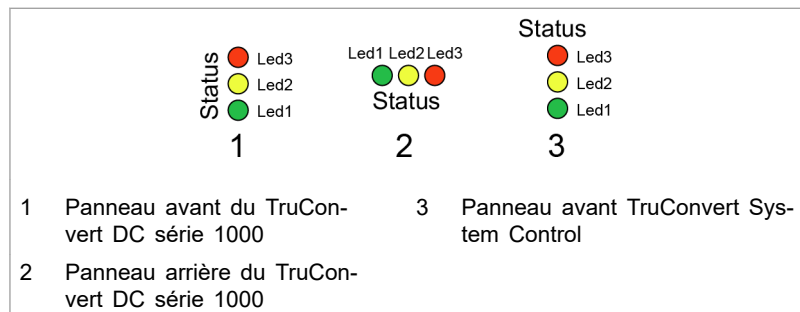 Status
Led3
Led2
Led1
1
Led1 Led2 Led3
Status
2
Status
Led3
Led2
Led1
3
1 Panneau avant du TruCon-
vert DC série 1000
2 Panneau arrière du TruCon-
vert DC série 1000
3 Panneau avant TruConvert Sys-
tem Control